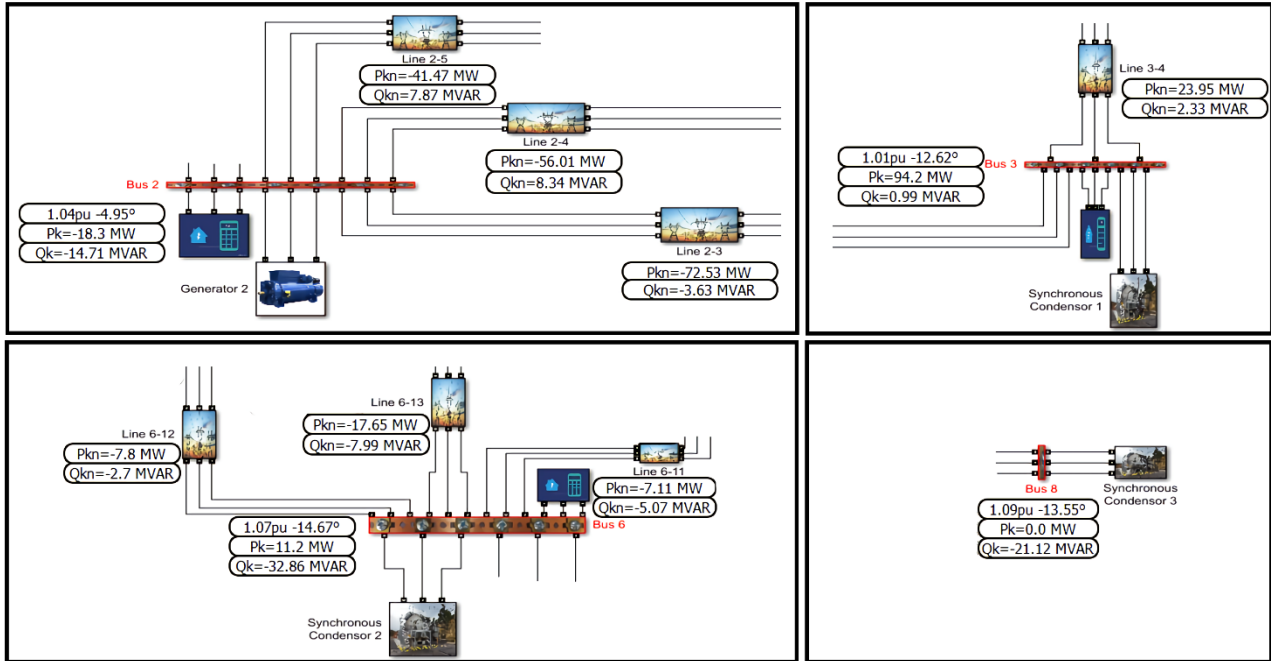 Line 2-5
Pkn=-41.47 MW
Qkn=7.87 MVAR
Line 2-4
Pkn=-56.01 MW
Qkn=8.34 MVAR
Bus 2
1.04pu -4.95°
Pk=-18.3 MW
Qk=-14.71 MVAR
Generator 2
Line 2-3
Pkn=-72.53 MW
Qkn=-3.63 MVAR
Line 3-4
Pkn=23.95 MW
Qkn=2.33 MVAR
1.01pu -12.62°
Bus 3
Pk=94.2 MW
Qk=0.99 MVAR
Synchronous
Condensor 1
Line 6-12
Pkn=-7.8 MW
Qkn=-2.7 MVAR
Line 6-13
Pkn=-17.65 MW
Qkn=-7.99 MVAR
Line 6-11
Pkn=-7.11 MW
Qkn=-5.07 MVAR
Bus 6
1.07pu -14.67°
Pk=11.2 MW
Qk=-32.86 MVAR
Synchronous
Condensor 2
Bus 8
Synchronous
Condensor 3
1.09pu -13.55°
Pk=0.0 MW
Qk=-21.12 MVAR